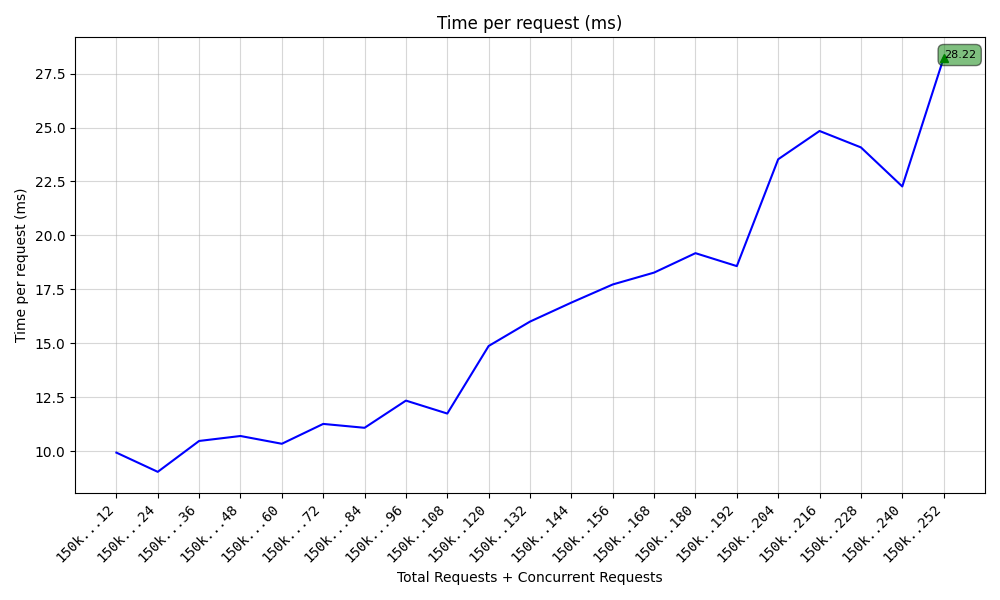 Time per request (ms)
28.22
Time per request (ms)
27.5
25.0
22.5
20.0
17.5
15.0
12.5
10.0
150k...12
150k...24
150k...36
150k...48
150k...60
150k...72
150k...84
150k...96
150k..108
150k..120
150k..132
150k..144
150k..156
150k..168
150k..180
150k..192
150k..204
150k..216
150k..228
150k..240
150k..252
Total Requests + Concurrent Requests